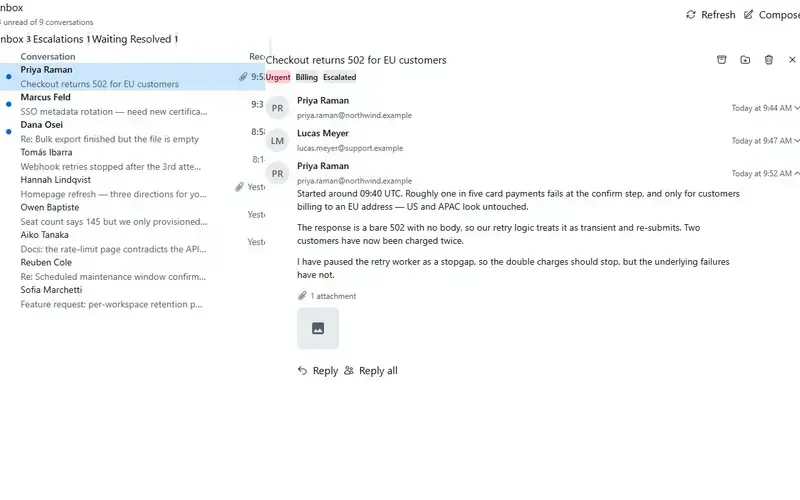 nbox
unread of 9 conversations
Refresh
Compose
nbox 3 Escalations 1 Waiting Resolved 1
Conversation
Priya Raman
9:5
Checkout returns 502 for EU customers
Marcus Feld
9:3
SSO metadata rotation — need new certifica...
Dana Osei
8:5
Re: Bulk export finished but the file is empty
Tomás Ibarra
8:1
Webhook retries stopped after the 3rd atte...
Hannah Lindqvist
Homepage refresh — three directions for yo...
Owen Baptiste
Seat count says 145 but we only provisioned...
Aiko Tanaka
Docs: the rate-limit page contradicts the API...
Reuben Cole
Re: Scheduled maintenance window confirm...
Sofia Marchetti
Feature request: per-workspace retention p...
Checkout returns 502 for EU customers
Urgent Billing Escalated
PR
Priya Raman
priya.raman@northwind.example
Today at 9:44 AM
LM
Lucas Meyer
lucas.meyer@support.example
Today at 9:47 AM
PR
Priya Raman
priya.raman@northwind.example
Today at 9:52 AM
Started around 09:40 UTC. Roughly one in five card payments fails at the confirm step, and only for customers
billing to an EU address — US and APAC look untouched.
The response is a bare 502 with no body, so our retry logic treats it as transient and re-submits. Two
customers have now been charged twice.
I have paused the retry worker as a stopgap, so the double charges should stop, but the underlying failures
have not.
1 attachment
Reply
Reply all